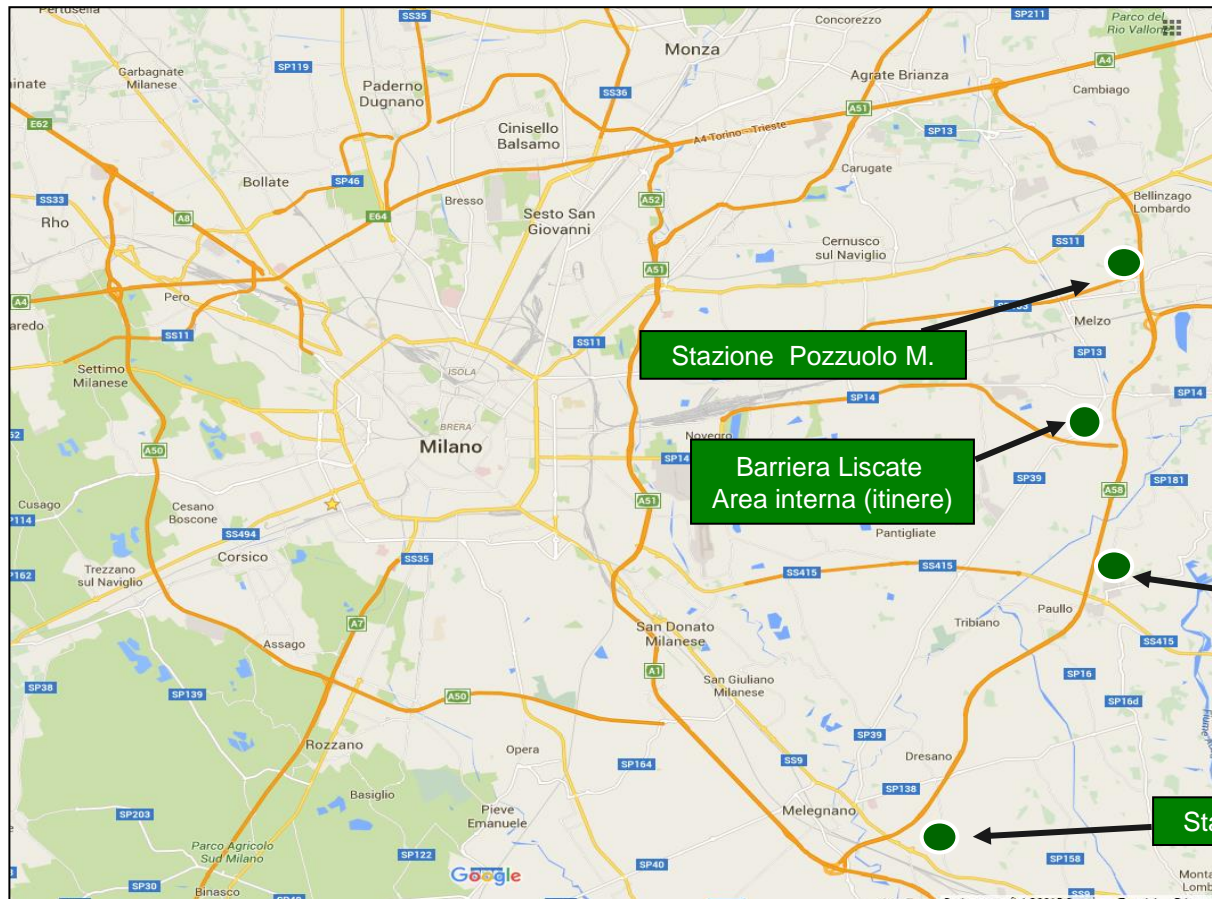 Pertusella
SS35
Concorezzo
SP211
Parco del
Rio Vallone
Monza
Garbagnate
Milanese
SP119
Paderno
Dugnano
SS36
Agrate Brianza
A4
Cambiago
E62
Cinisello
Balsamo
A4 Torino - Trieste
A51
SP13
Bollate
SP46
Carugate
SS33
Bresso
A52
Bellinzago
Lombardo
Rho
A8
E64
Sesto San
Giovanni
Cernusco
sul Naviglio
SS11
A51
Pero
A4
Melzo
SS11
SS11
Stazione Pozzuolo M.
SP13
Settimo
Milanese
ISOLA
SP14
SP14
BRERA
Milano
Novegro
A50
SP14
Barriera Liscate
Area interna (itinere)
SP39
SP181
A58
Cusago
Cesano
Boscone
A51
SP114
SS494
Pantigliate
Corsico
SS35
SP162
Trezzano
sul Naviglio
SS415
SS415
Paullo
A7
San Donato
Milanese
Tribiano
SS415
Assago
A1
SP16
SP38
SP139
A50
San Giuliano
Milanese
SP16d
Rozzano
Opera
SP39
Dresano
SP164
SS9
Basiglio
SP138
SP203
Pieve
Emanuele
Melegnano
Sta
Parco Agricolo
Sud Milano
SP122
SP40
SP158
Google
SP30
Binasco
SS9